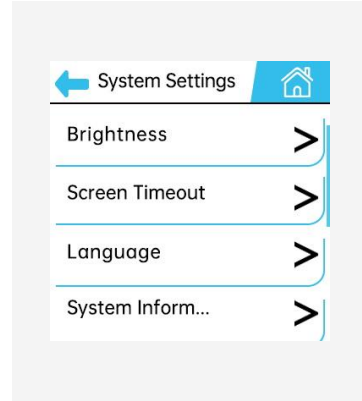 System Settings
Brightness
Screen Timeout
Language
System Inform...